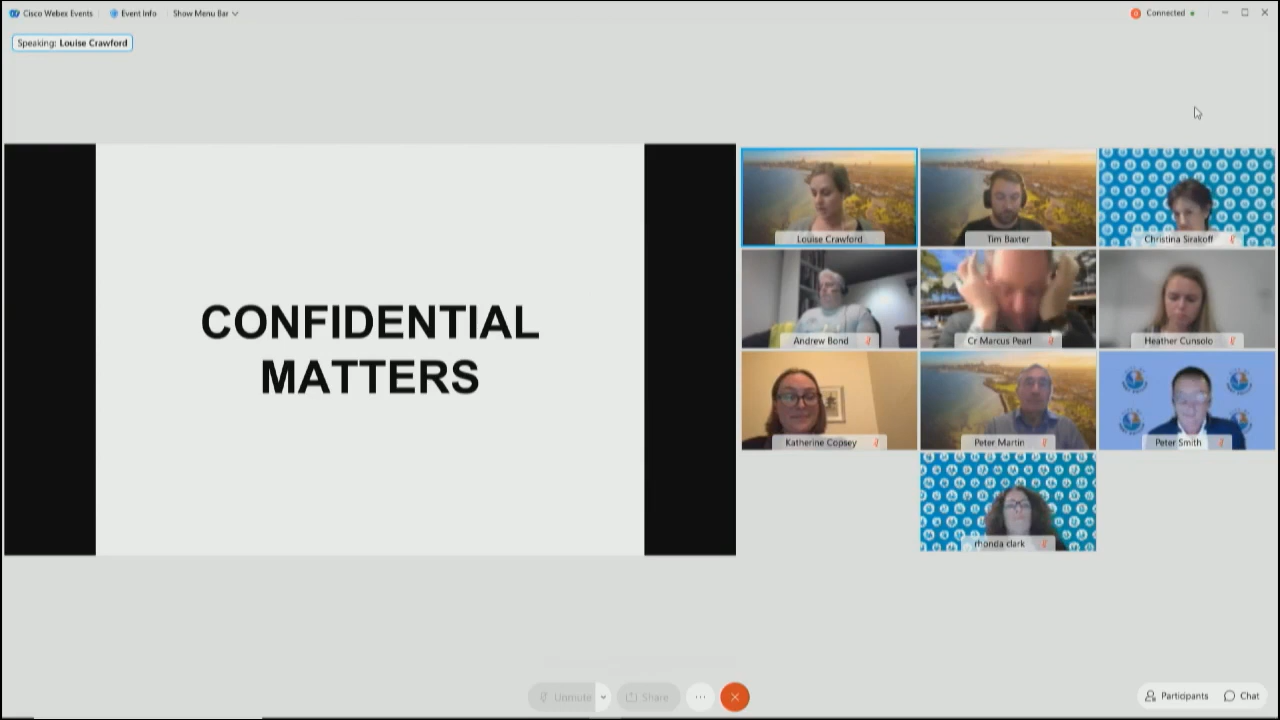 Cisco Webex Events
Event Info
Show Menu Bar
Connected
Speaking: Louise Crawford
CONFIDENTIAL
MATTERS
Louise Crawford
Tim Baxter
Christina Sirakoff
Andrew Bond
Cr Marcus Pearl
Heather Cunsolo
Katherine Copsey
Peter Martin
Peter Smith
rhonda clark
Unmute
Share
Participants
Chat